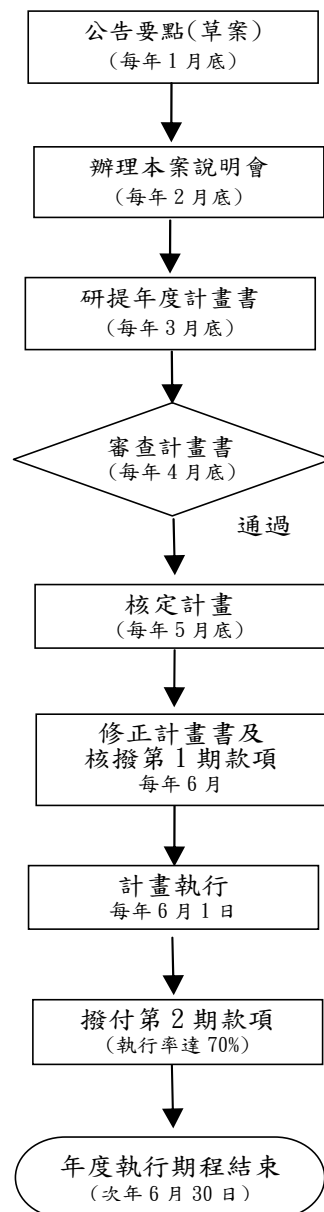 公告要點(草案)
(每年1月底)
辦理本案說明會
(每年2月底)
研提年度計畫書
(每年3月底)
審查計畫書
(每年4月底)
通過
核定計畫
(每年5月底)
修正計畫書及
核撥第1期款項
每年6月
計畫執行
每年6月1日
撥付第2期款項
(執行率達70%)
年度執行期程結束
(次年6月30日)